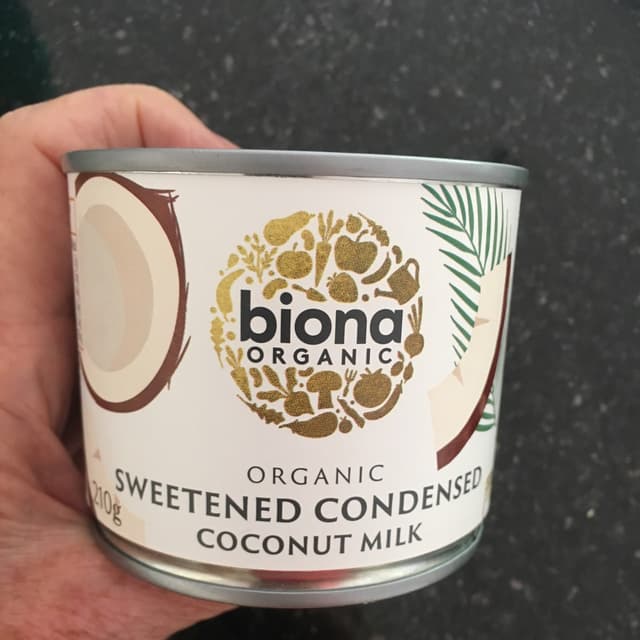 biona
ORGANIC
ORGANIC
SWEETENED CONDENSED
COCONUT MILK
210g